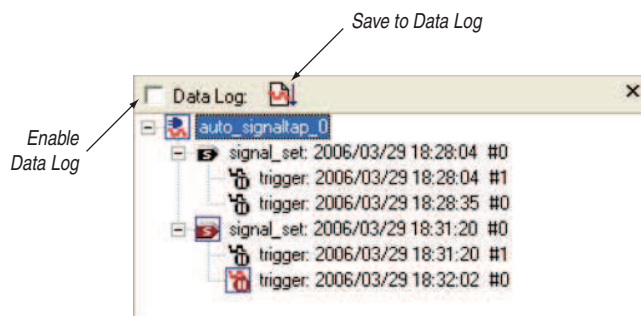 Save to Data Log
Data Log:
Enable
Data Log
auto_signaltap_0
signal_set: 2006/03/29 18:28:04 #0
trigger: 2006/03/29 18:28:04 #1
trigger: 2006/03/29 18:28:35 #0
signal_set: 2006/03/29 18:31:20 #0
trigger: 2006/03/29 18:31:20 #1
trigger: 2006/03/29 18:32:02 #0